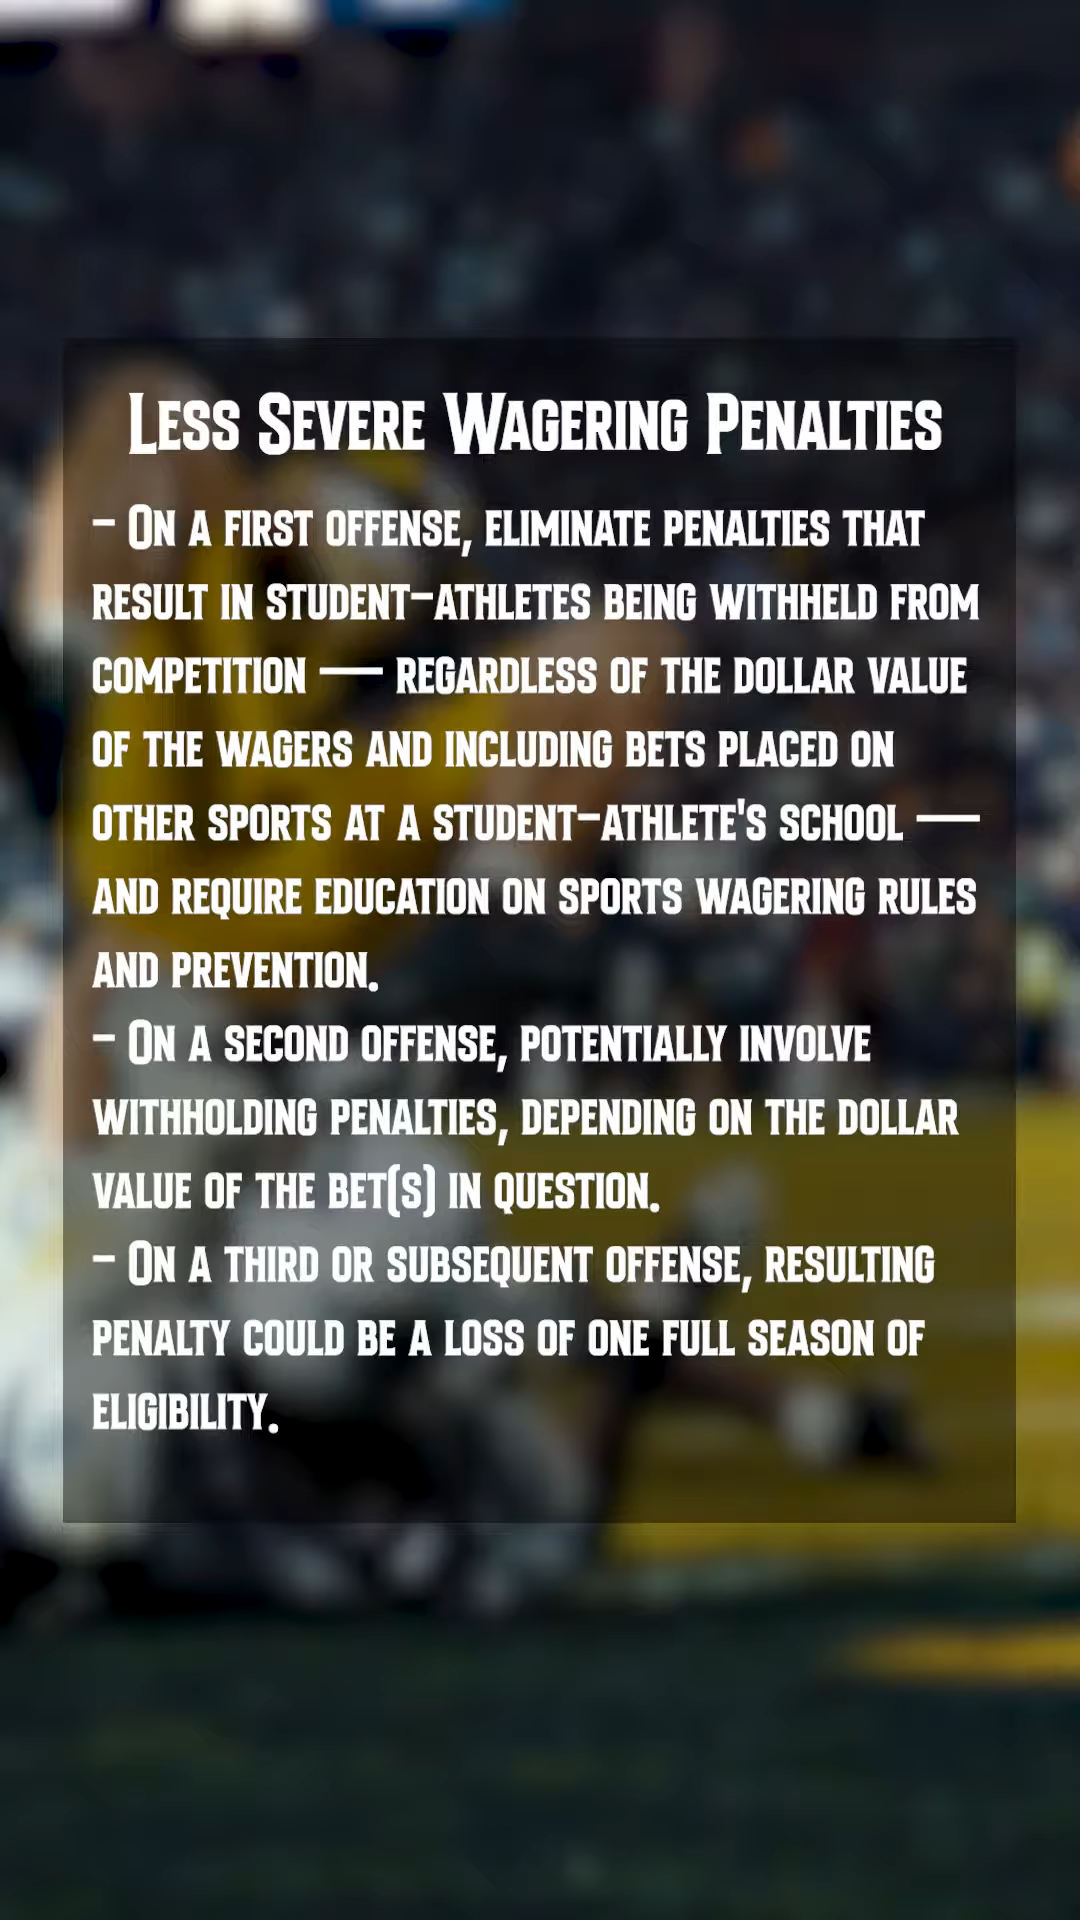 Less Severe Wagering Penalties
- On a first offense, eliminate penalties that
result in student-athletes being withheld from
competition — regardless of the dollar value
of the wagers and including bets placed on
other sports at a student-athlete's school —
and require education on sports wagering rules
and prevention.
- On a second offense, potentially involve
withholding penalties, depending on the dollar
value of the bet(s) in question.
- On a third or subsequent offense, resulting
penalty could be a loss of one full season of
eligibility.